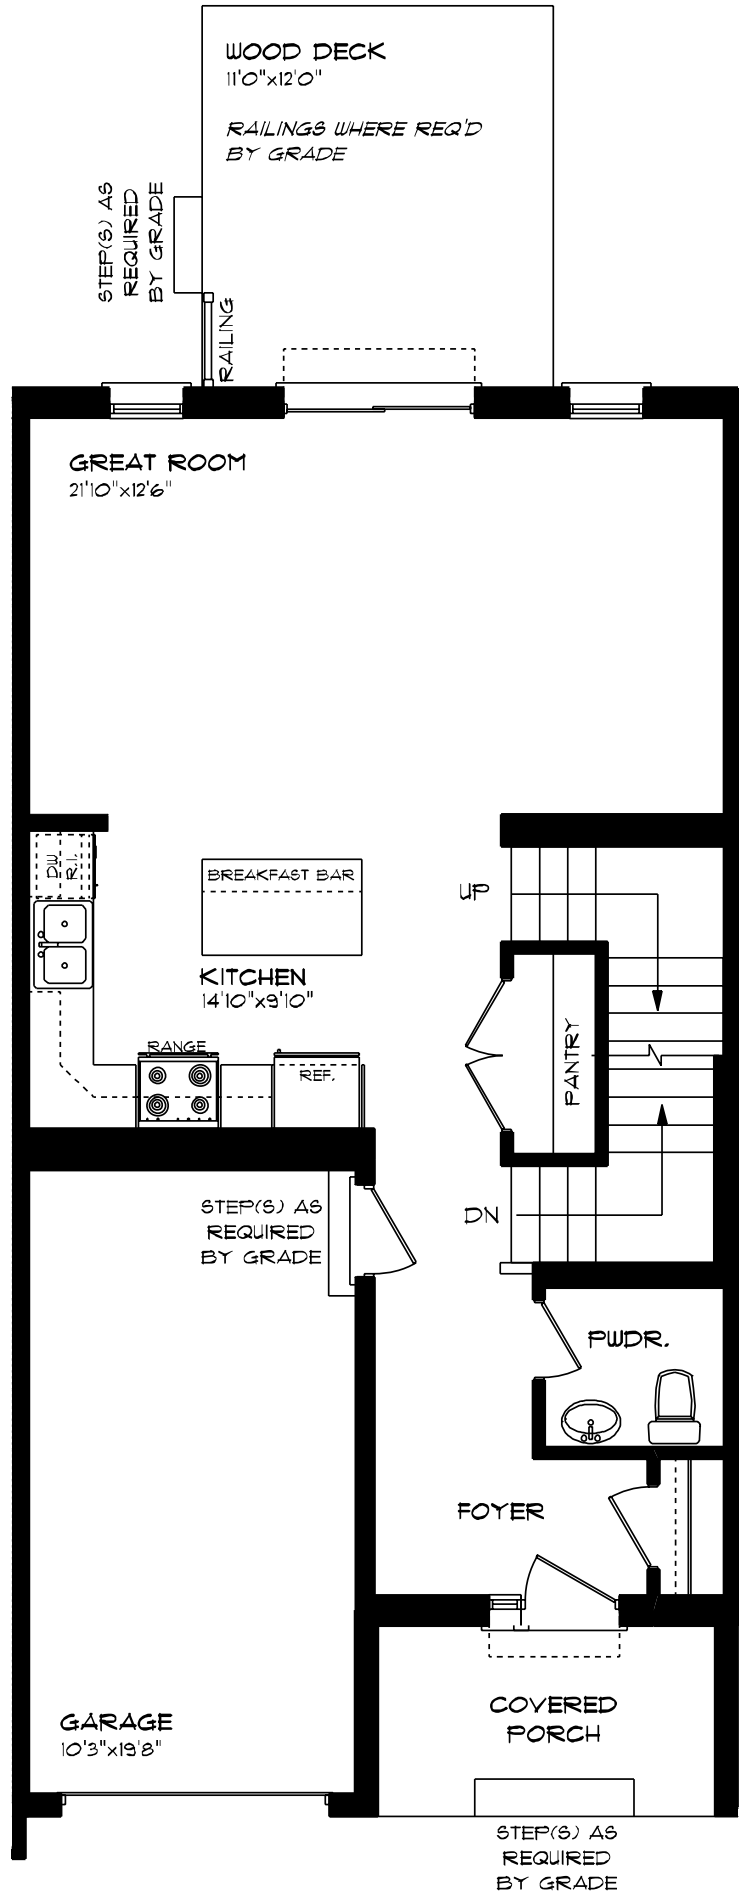 WOOD DECK
11'0"x12'0"
RAILINGS WHERE REQ'D
BY GRADE
STEP(S) AS
REQUIRED
BY GRADE
RAILING
GREAT ROOM
21'10"x12'6"
DW
R.I.
BREAKFAST BAR
UP
KITCHEN
14'10"x9'10"
RANGE
REF.
PANTRY
STEP(S) AS
REQUIRED
BY GRADE
DN
PWDR.
FOYER
COVERED
PORCH
GARAGE
10'3"x19'8"
STEP(S) AS
REQUIRED
BY GRADE